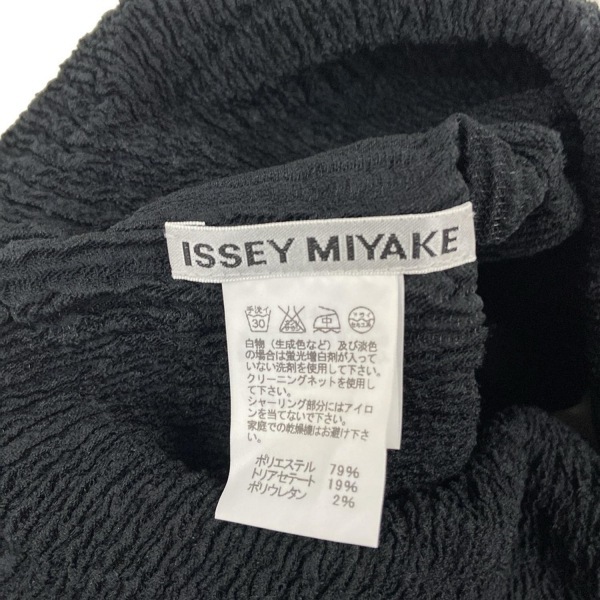 ISSEY MIYAKE
手洗イ 30 中 ドライ
白物（生成色など）及び淡色
の場合は蛍光増白剤が入って
いない洗剤を使用して下さい。
クリーニングネットを使用し
て下さい。
シャーリング部分にはアイロ
ンを当てないで下さい。
家庭での乾燥機はお避け下さ
い。
ポリエステル 79%
トリアセテート 19%
ポリウレタン 2%